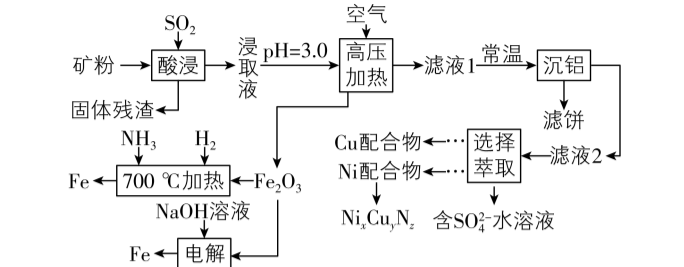 空气
SO₂
矿粉 酸浸 浸取液 pH=3.0 高压加热 滤液1 常温 沉铝
固体残渣 滤饼
NH₃ H₂ Cu配合物 选择萃取 滤液2
Fe 700 ℃加热 Fe₂O₃ Ni配合物
NaOH溶液 NiₓCuᵧN_z 含SO₄²⁻水溶液
Fe 电解